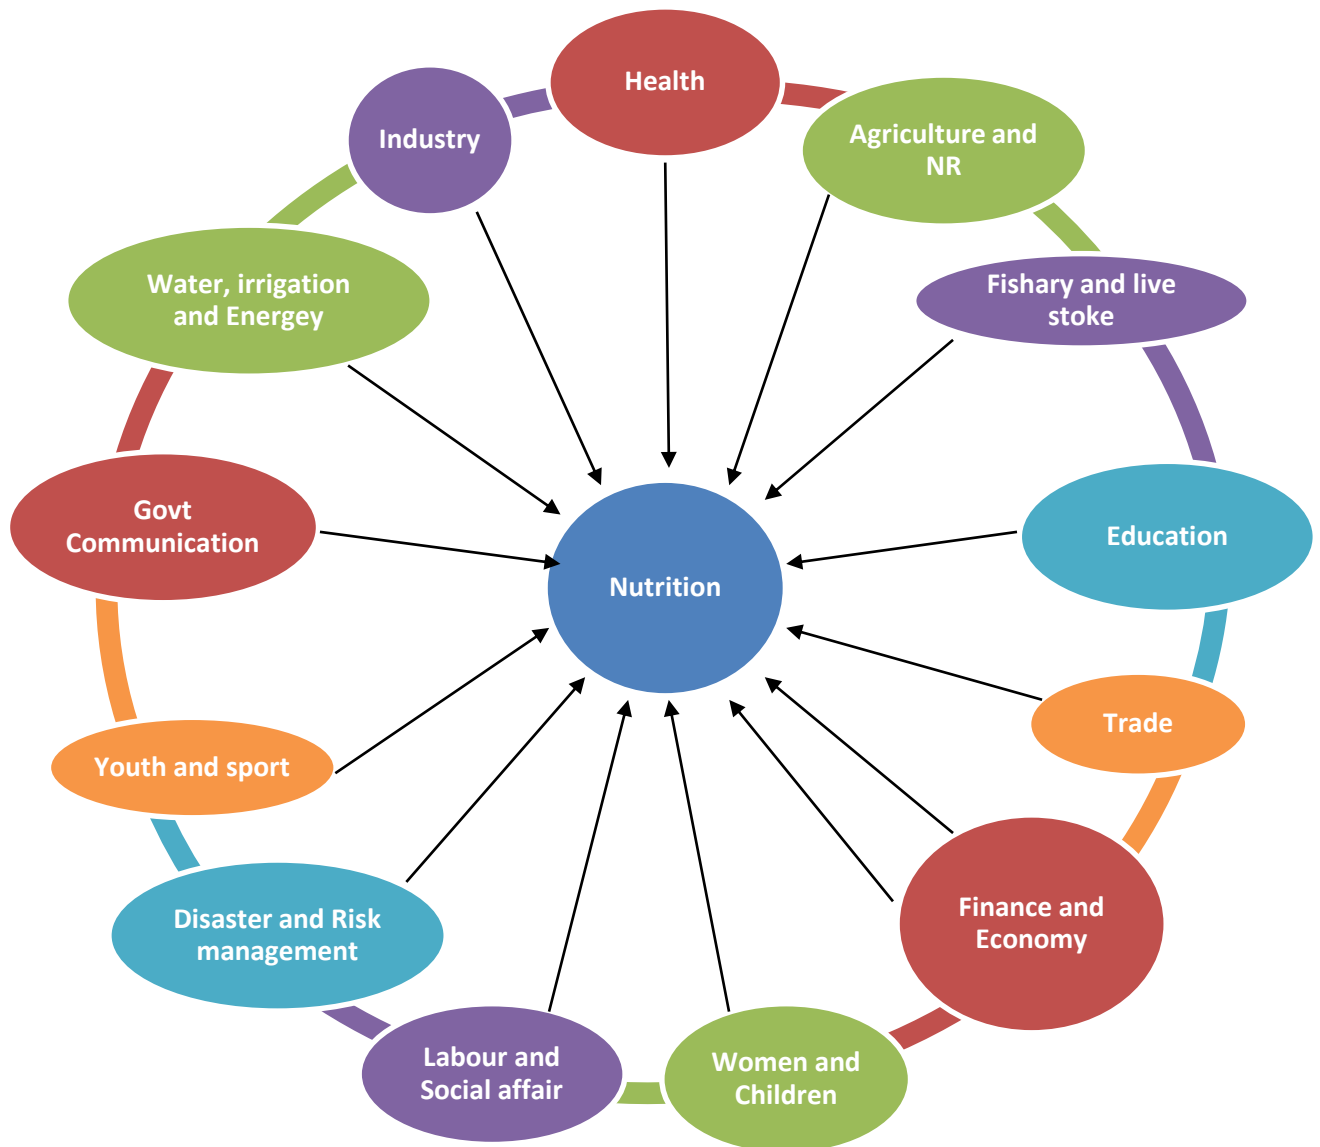 Health
Agriculture and
NR
Fishary and live
stoke
Education
Trade
Finance and
Economy
Women and
Children
Labour and
Social affair
Disaster and Risk
management
Youth and sport
Govt
Communication
Water, irrigation
and Energey
Industry
Nutrition